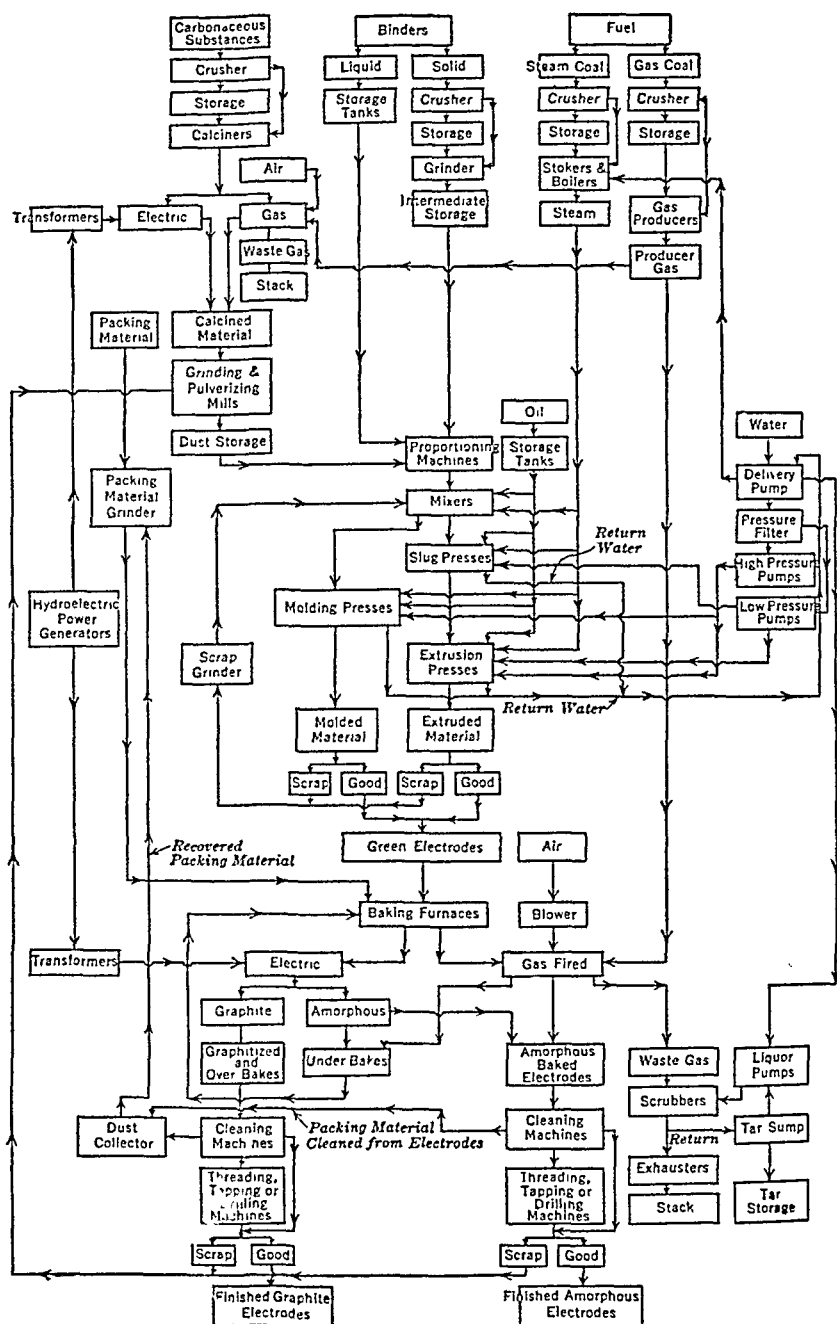 Carbonaceous
Substances
Binders
Fuel
Crusher
Liquid
Solid
Steam Coal
Gas Coal
Storage
Storage
Tanks
Crusher
Crusher
Crusher
Calciners
Storage
Storage
Storage
Air
Grinder
Stokers &
Boilers
Transformers
Electric
Gas
Intermediate
Storage
Steam
Gas
Producers
Waste Gas
Producer
Gas
Stack
Packing
Material
Calcined
Material
Grinding &
Pulverizing
Mills
Oil
Water
Dust Storage
Proportioning
Machines
Storage
Tanks
Packing
Material
Grinder
Delivery
Pump
Mixers
Pressure
Filter
Return
Water
Slug Presses
High Pressure
Pumps
Hydroelectric
Power
Generators
Molding Presses
Low Pressure
Pumps
Scrap
Grinder
Extrusion
Presses
Return Water
Molded
Material
Extruded
Material
Scrap
Good
Scrap
Good
Recovered
Packing Material
Green Electrodes
Air
Baking Furnaces
Blower
Transformers
Electric
Gas Fired
Graphite
Amorphous
Graphitized
and
Over Bakes
Under Bakes
Amorphous
Baked
Electrodes
Waste Gas
Liquor
Pumps
Scrubbers
Dust
Collector
Cleaning
Machines
Packing Material
Cleaned from Electrodes
Cleaning
Machines
Return
Tar Sump
Threading,
Tapping or
Drilling
Machines
Threading,
Tapping or
Drilling
Machines
Exhausters
Stack
Tar
Storage
Scrap
Good
Scrap
Good
Finished Graphite
Electrodes
Finished Amorphous
Electrodes